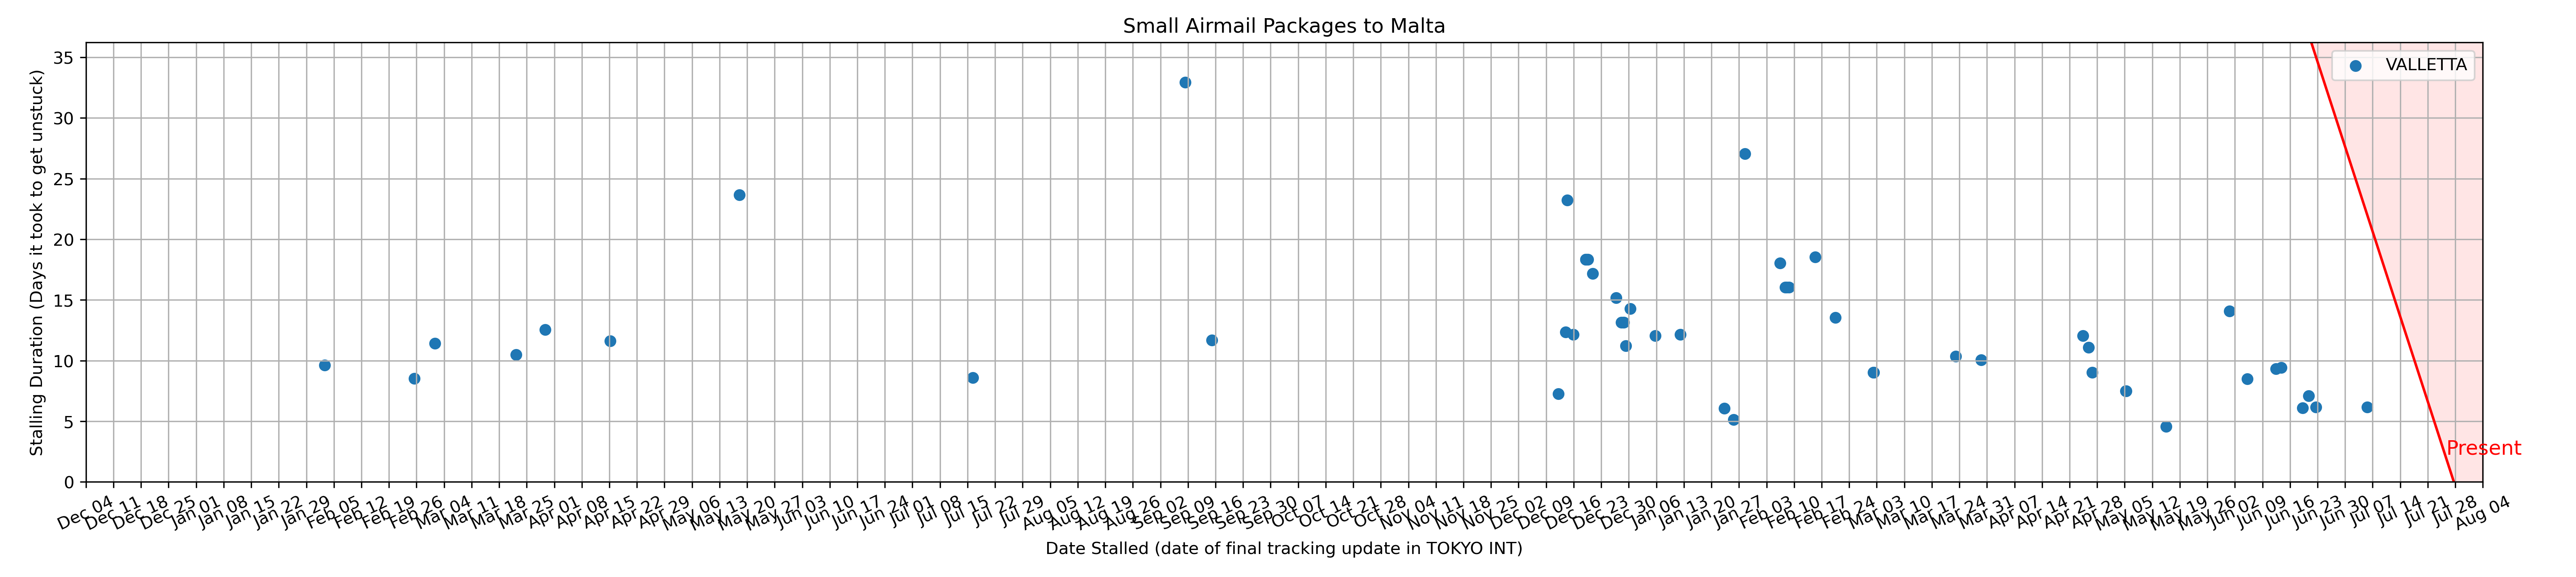 Small Airmail Packages to Malta
Stalling Duration (Days it took to get unstuck)
35
30
25
20
15
10
5
0
VALLETTA
Present
Dec 04
Dec 11
Dec 18
Dec 25
Jan 01
Jan 08
Jan 15
Jan 22
Jan 29
Feb 05
Feb 12
Feb 19
Feb 26
Mar 04
Mar 11
Mar 18
Mar 25
Apr 01
Apr 08
Apr 15
Apr 22
Apr 29
May 06
May 13
May 20
May 27
Jun 03
Jun 10
Jun 17
Jun 24
Jul 01
Jul 08
Jul 15
Jul 22
Jul 29
Aug 05
Aug 12
Aug 19
Aug 26
Sep 02
Sep 09
Sep 16
Sep 23
Sep 30
Oct 07
Oct 14
Oct 21
Oct 28
Nov 04
Nov 11
Nov 18
Nov 25
Dec 02
Dec 09
Dec 16
Dec 23
Dec 30
Jan 06
Jan 13
Jan 20
Jan 27
Feb 03
Feb 10
Feb 17
Feb 24
Mar 03
Mar 10
Mar 17
Mar 24
Mar 31
Apr 07
Apr 14
Apr 21
Apr 28
May 05
May 12
May 19
May 26
Jun 02
Jun 09
Jun 16
Jun 23
Jun 30
Jul 07
Jul 14
Jul 21
Jul 28
Aug 04
Date Stalled (date of final tracking update in TOKYO INT)